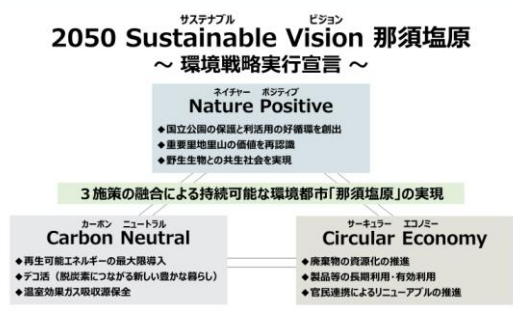 サステナブル ビジョン
2050 Sustainable Vision 那須塩原
～ 環境戦略実行宣言 ～
ネイチャー ポジティブ
Nature Positive
◆国立公園の保護と利活用の好循環を創出
◆重要里地里山の価値を再認識
◆野生生物との共生社会を実現
３施策の融合による持続可能な環境都市「那須塩原」の実現
カーボン ニュートラル
Carbon Neutral
◆再生可能エネルギーの最大限導入
◆デコ活（脱炭素につながる新しい豊かな暮らし）
◆温室効果ガス吸収源保全
サーキュラー エコノミー
Circular Economy
◆廃棄物の資源化の推進
◆製品等の長期利用・有効利用
◆官民連携によるリニューアブルの推進